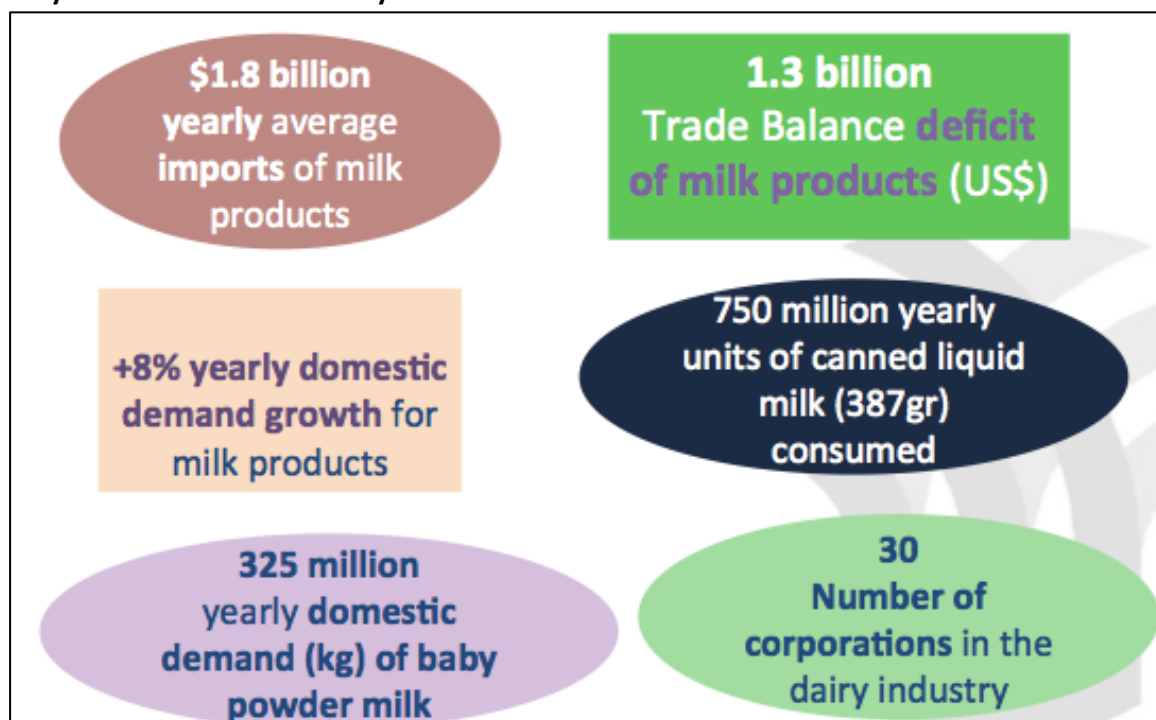 $1.8 billion
yearly average
imports of milk
products
1.3 billion
Trade Balance deficit
of milk products (US$)
+8% yearly domestic
demand growth for
milk products
750 million yearly
units of canned liquid
milk (387gr)
consumed
325 million
yearly domestic
demand (kg) of baby
powder milk
30
Number of
corporations in the
dairy industry